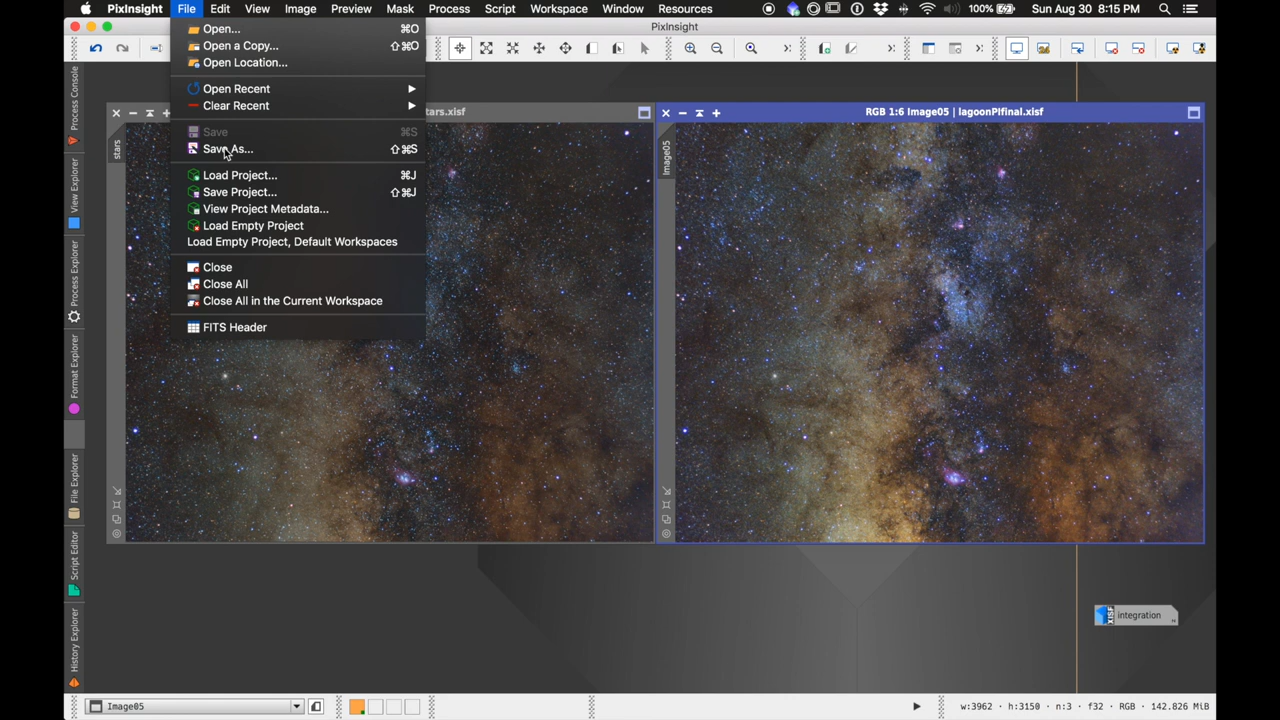 PixInsight File Edit View Image Preview Mask Process Script Workspace Window Resources 100% Sun Aug 30 8:15 PM
PixInsight
Open... ⌘O
Open a Copy... ⇧⌘O
Open Location...
Open Recent
Clear Recent
Save ⌘S
Save As... ⇧⌘S
Load Project... ⌘J
Save Project... ⇧⌘J
View Project Metadata...
Load Empty Project
Load Empty Project, Default Workspaces
Close
Close All
Close All in the Current Workspace
FITS Header
Process Console
View Explorer
Process Explorer
Format Explorer
File Explorer
Script Editor
History Explorer
tars.xisf
stars
RGB 1:6 Image05 | lagoonPIfinal.xisf
Image05
XISF
integration
Image05
w:3962 h:3150 n:3 f32 RGB 142.826 MiB